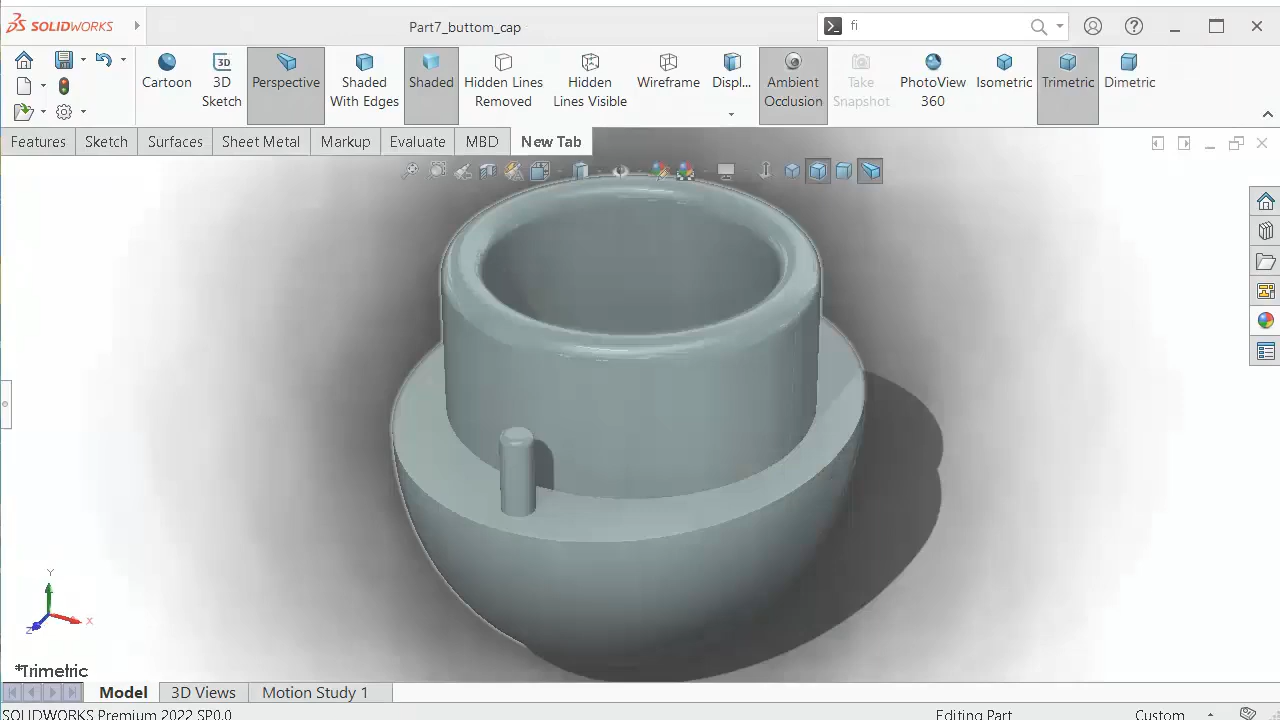 SOLIDWORKS
Part7_buttom_cap
fi
Cartoon
3D
Sketch
Perspective
Shaded
With Edges
Shaded
Hidden Lines
Removed
Hidden
Lines Visible
Wireframe
Displ...
Ambient
Occlusion
Take
Snapshot
PhotoView
360
Isometric
Trimetric
Dimetric
Features
Sketch
Surfaces
Sheet Metal
Markup
Evaluate
MBD
New Tab
Y
X
Z
*Trimetric
Model
3D Views
Motion Study 1
SOLIDWORKS Premium 2022 SP0.0
Editing Part
Custom